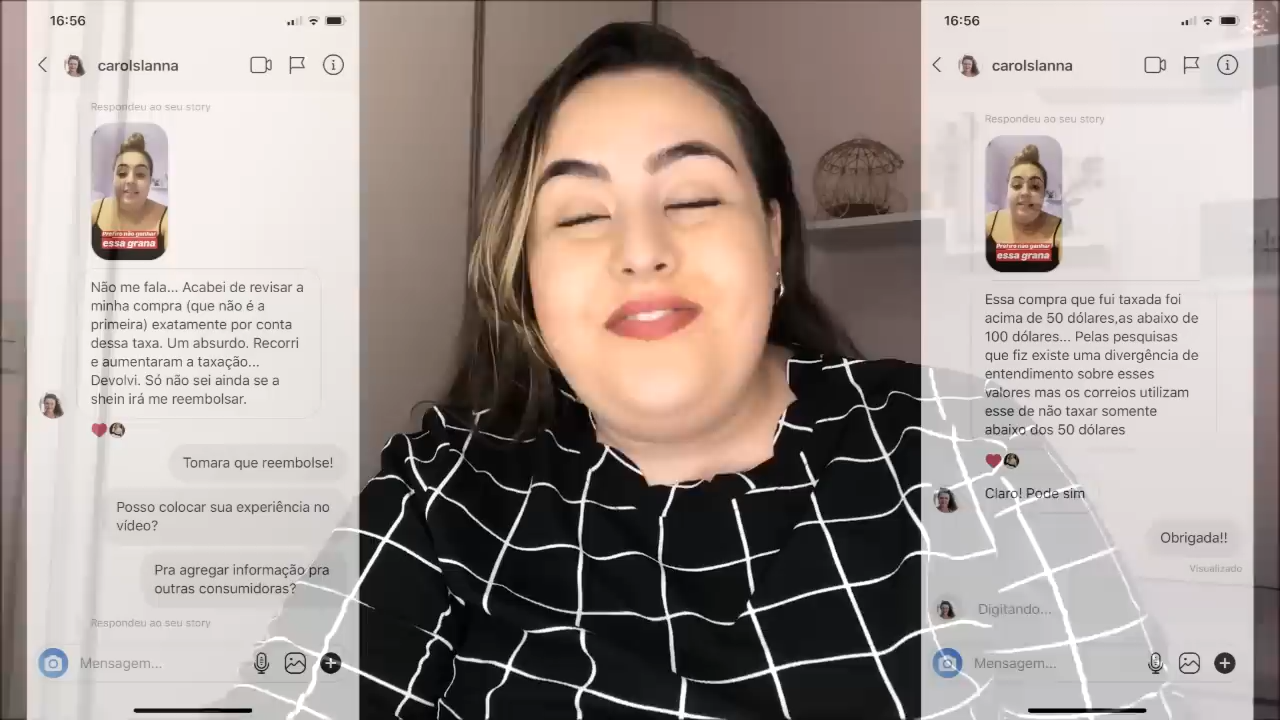 16:56
carolslanna
Respondeu ao seu story
Prefiro não ganhar
essa grana
Não me fala... Acabei de revisar a
minha compra (que não é a
primeira) exatamente por conta
dessa taxa. Um absurdo. Recorri
e aumentaram a taxação...
Devolvi. Só não sei ainda se a
shein irá me reembolsar.
Tomara que reembolse!
Posso colocar sua experiência no
vídeo?
Pra agregar informação pra
outras consumidoras?
Respondeu ao seu story
Mensagem...
16:56
carolslanna
Respondeu ao seu story
Prefiro não ganhar
essa grana
Essa compra que fui taxada foi
acima de 50 dólares,as abaixo de
100 dólares... Pelas pesquisas
que fiz existe uma divergência de
entendimento sobre esses
valores mas os correios utilizam
esse de não taxar somente
abaixo dos 50 dólares
Claro! Pode sim
Obrigada!!
Visualizado
Digitando...
Mensagem...